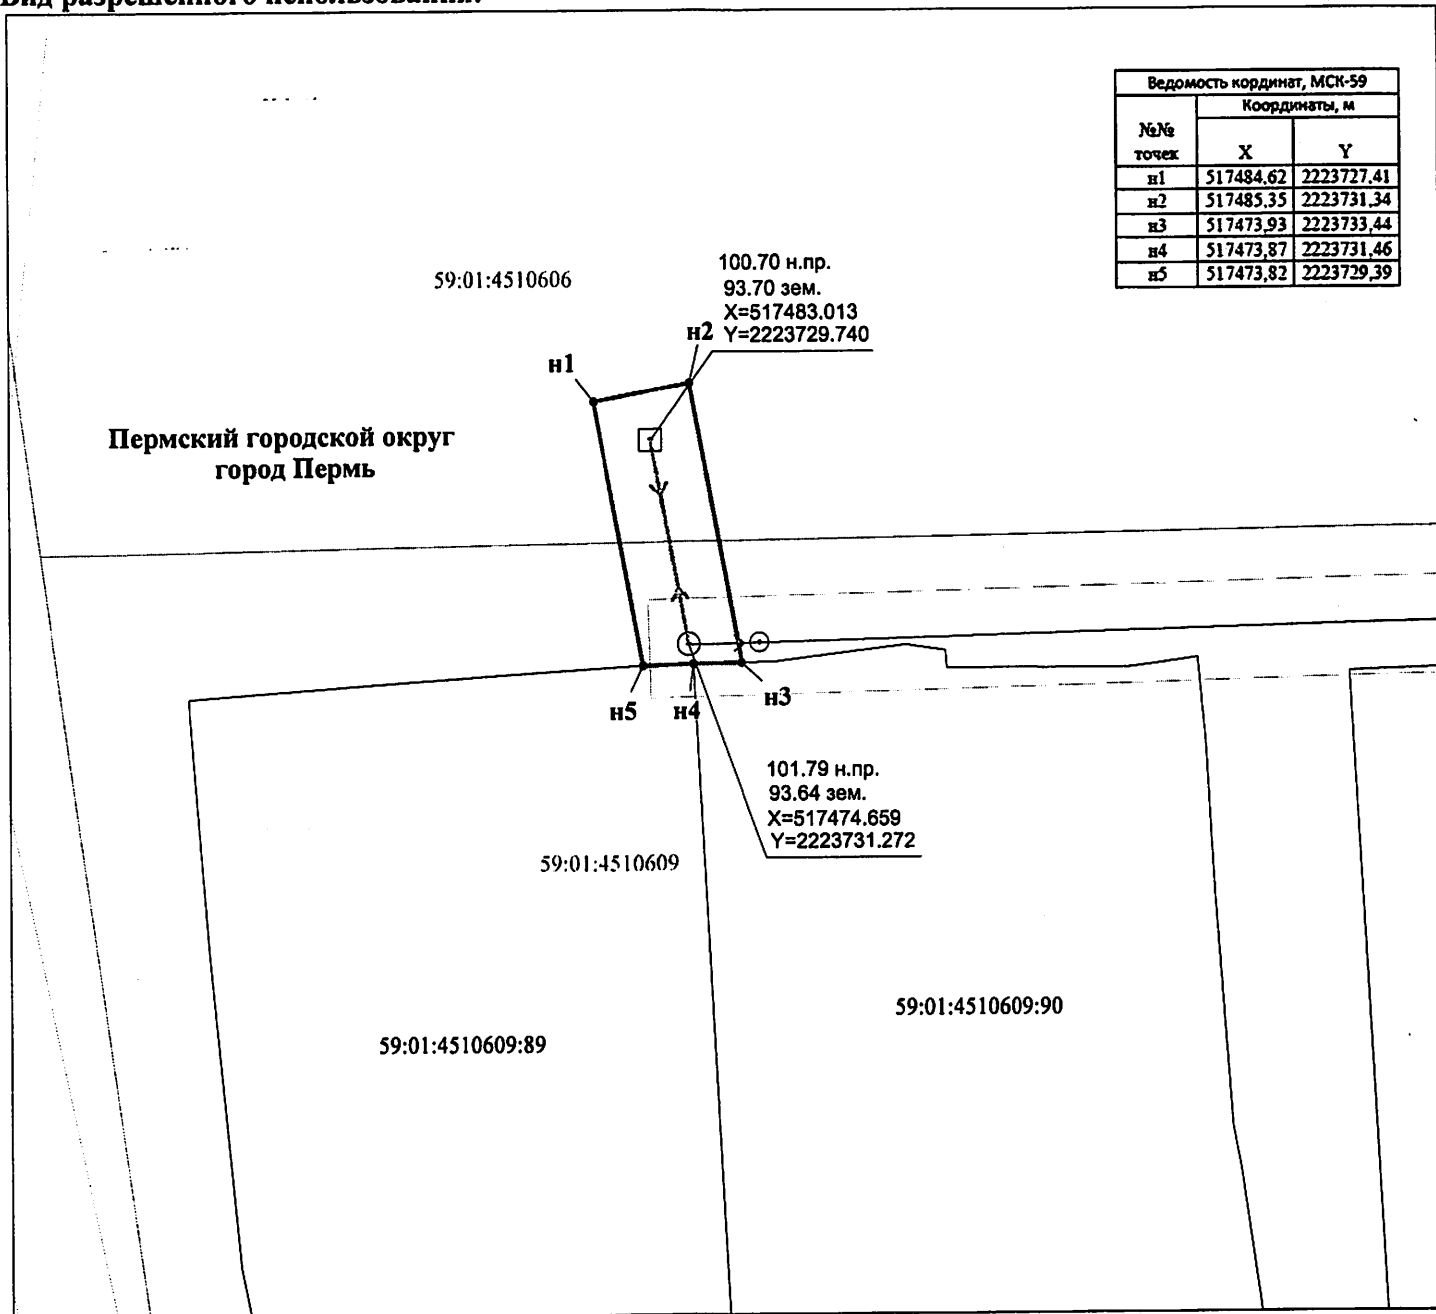 Вид разрешенного использования:
Ведомость кординат, МСК-59
№№ точек Координаты, м
X Y
н1 517484,62 2223727,41
н2 517485,35 2223731,34
н3 517473,93 2223733,44
н4 517473,87 2223731,46
н5 517473,82 2223729,39
59:01:4510606
100.70 н.пр.
93.70 зем.
X=517483.013
Y=2223729.740
н2
н1
Пермский городской округ
город Пермь
н5
н4
н3
101.79 н.пр.
93.64 зем.
X=517474.659
Y=2223731.272
59:01:4510609
59:01:4510609:90
59:01:4510609:89